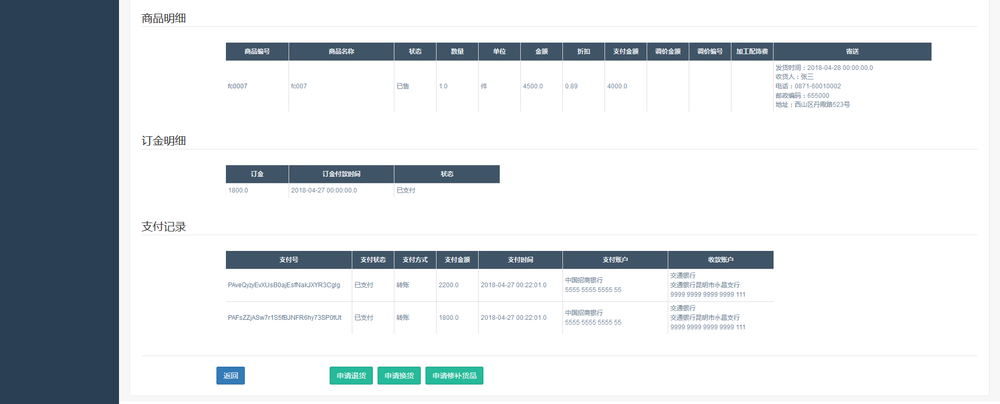 商品明细
商品编号 商品名称 状态 数量 单位 金额 折扣 支付金额 调价金额 调价编号 加工配饰费 寄送
fc0007 fc007 已售 1.0 件 4500.0 0.89 4000.0
发货时间：2018-04-28 00:00:00.0
收货人：张三
电话：0871-60010002
邮政编码：655000
地址：西山区丹霞路523号
订金明细
订金 订金付款时间 状态
1800.0 2018-04-27 00:00:00.0 已支付
支付记录
支付号 支付状态 支付方式 支付金额 支付时间 支付账户 收款账户
PAveQyzyEvXUsB0ajEsfNakJXYR3CgIg 已支付 转账 2200.0 2018-04-27 00:22:01.0
中国招商银行
5555 5555 5555 55
交通银行
交通银行昆明市永昌支行
9999 9999 9999 9999 111
PAFsZZjASw7r1S5fBJNFR6hy73SP0tUt 已支付 转账 1800.0 2018-04-27 00:22:01.0
中国招商银行
5555 5555 5555 55
交通银行
交通银行昆明市永昌支行
9999 9999 9999 9999 111
返回 申请退货 申请换货 申请修补货品